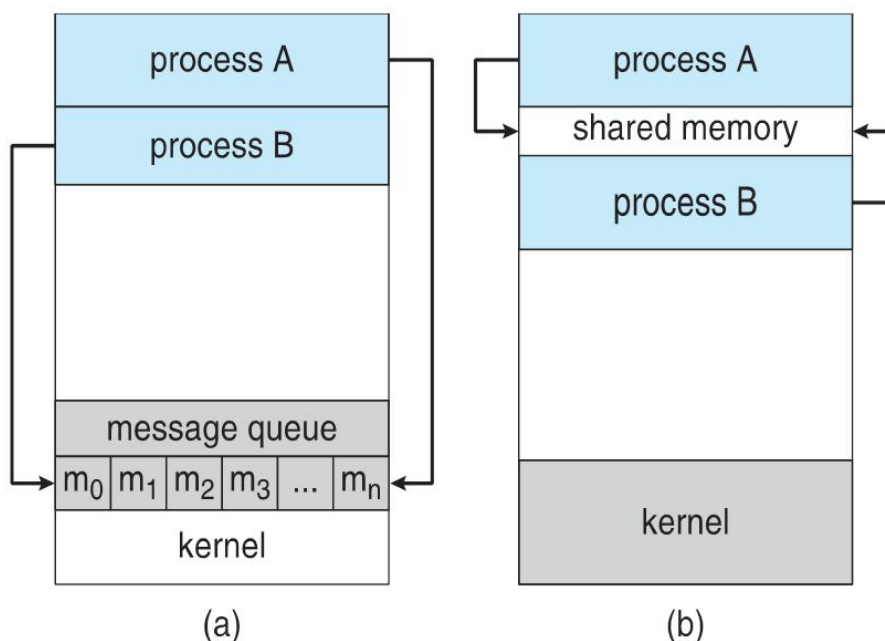 process A
process B
message queue
m0 m1 m2 m3 ... mn
kernel
(a)
process A
shared memory
process B
kernel
(b)